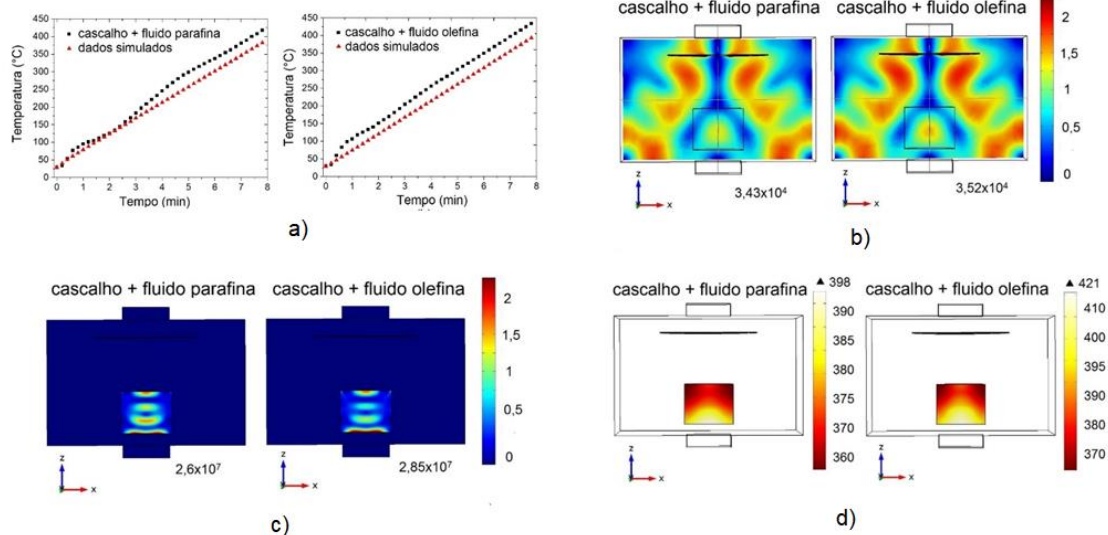 450
400
350
300
250
200
150
100
50
0
Temperatura (°C)
cascalho + fluido parafina
dados simulados
0 1 2 3 4 5 6 7 8
Tempo (min)
450
400
350
300
250
200
150
100
50
0
Temperatura (°C)
cascalho + fluido olefina
dados simulados
0 1 2 3 4 5 6 7 8
Tempo (min)
a)
cascalho + fluido parafina
cascalho + fluido olefina
2
1,5
1
0,5
0
z
x
3,43x10⁴
z
x
3,52x10⁴
b)
cascalho + fluido parafina
cascalho + fluido olefina
2
1,5
1
0,5
0
z
x
2,6x10⁷
z
x
2,85x10⁷
c)
cascalho + fluido parafina
▲ 398
390
385
380
370
360
z
x
cascalho + fluido olefina
▲ 421
410
400
390
380
370
z
x
d)